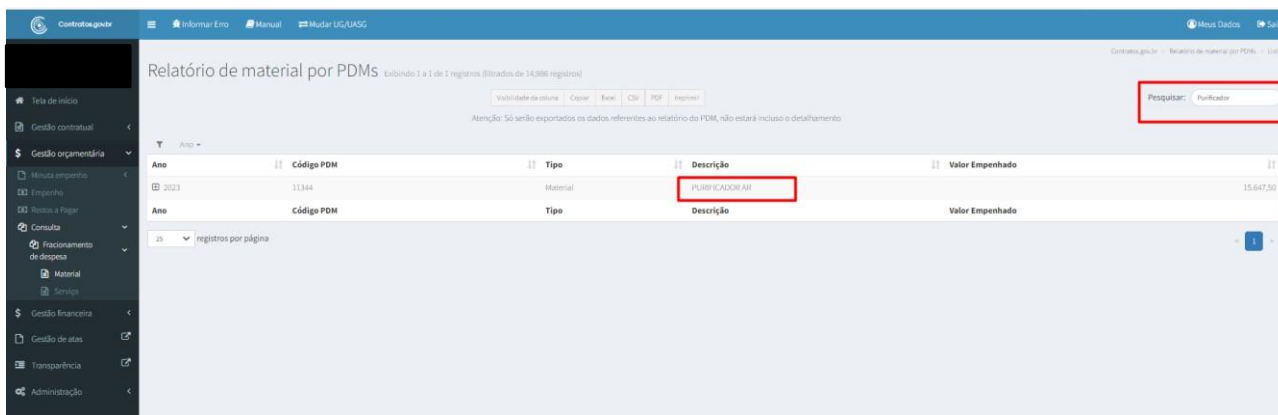 Contratos.gov.br Informar Erro Manual Mudar UG/UASG Meus Dados Sai
Contratos.gov.br > Relatório de material por PDMs >
Relatório de material por PDMs Exibindo 1 a 1 de 1 registros (filtrados de 14,986 registros)
Visibilidade da coluna Copiar Excel CSV PDF Imprimir
Pesquisar: Purificador
Atenção: Só serão exportados os dados referentes ao relatório do PDM, não estará incluso o detalhamento
Tela de início
Gestão contratual
Gestão orçamentária
Minuta empenho
Empenho
Restos a Pagar
Consulta
Fracionamento
de despesa
Material
Serviço
Gestão financeira
Gestão de atas
Transparência
Administração
Ano
Ano Código PDM Tipo Descrição Valor Empenhado
2023 11344 Material PURIFICADOR AR 15.647,50
Ano Código PDM Tipo Descrição Valor Empenhado
25 registros por página
1